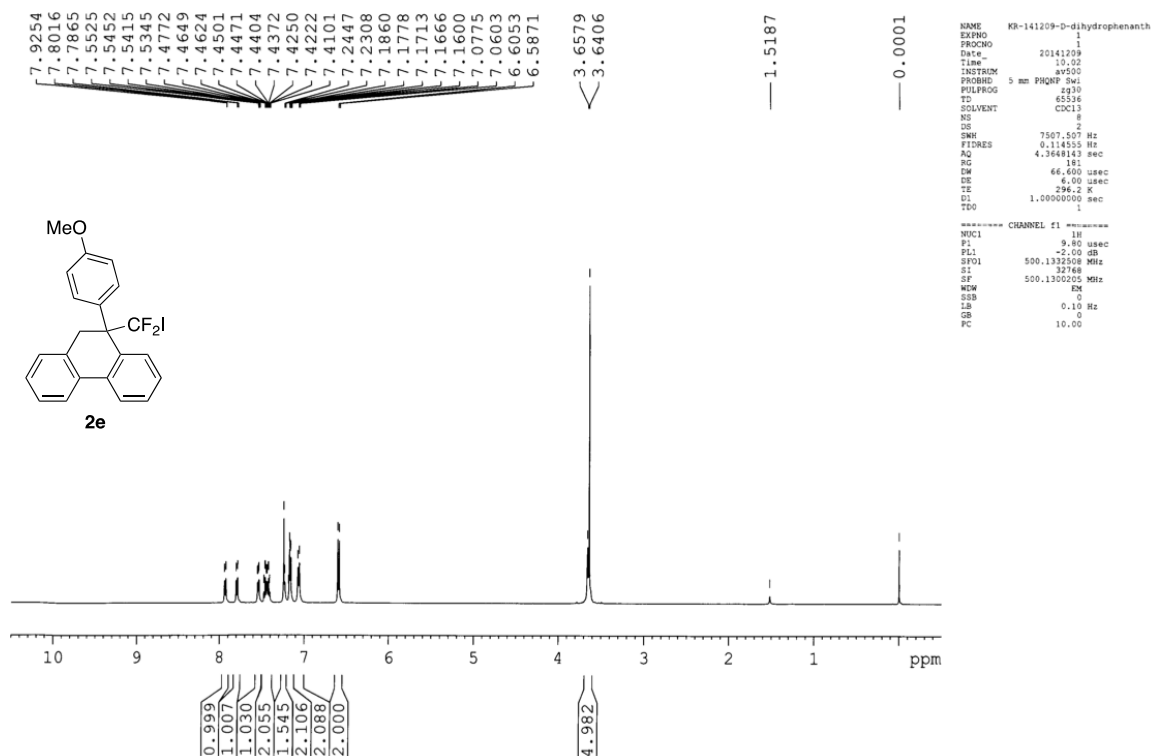 7.9254
7.8016
7.7865
7.5525
7.5452
7.5415
7.5345
7.4772
7.4649
7.4624
7.4501
7.4471
7.4404
7.4372
7.4250
7.4222
7.4101
7.2447
7.2308
7.1860
7.1778
7.1713
7.1666
7.1600
7.0775
7.0603
6.6053
6.5871
3.6579
3.6406
1.5187
0.0001
NAME KR-141209-D-dihydrophenanth
EXPNO 1
PROCNO 1
Date_ 20141209
Time 10.02
INSTRUM av500
PROBHD 5 mm PHQNP Swi
PULPROG zg30
TD 65536
SOLVENT CDCl3
NS 8
DS 2
SWH 7507.507 Hz
FIDRES 0.114555 Hz
AQ 4.3648143 sec
RG 181
DW 66.600 usec
DE 6.00 usec
TE 296.2 K
D1 1.00000000 sec
TD0 1
======== CHANNEL f1 ========
NUC1 1H
P1 9.80 usec
PL1 -2.00 dB
SFO1 500.1332508 MHz
SI 32768
SF 500.1300205 MHz
WDW EM
SSB 0
LB 0.10 Hz
GB 0
PC 10.00
MeO
CF2I
2e
10 9 8 7 6 5 4 3 2 1 ppm
0.999
1.007
1.030
2.055
1.545
2.106
2.088
2.000
4.982